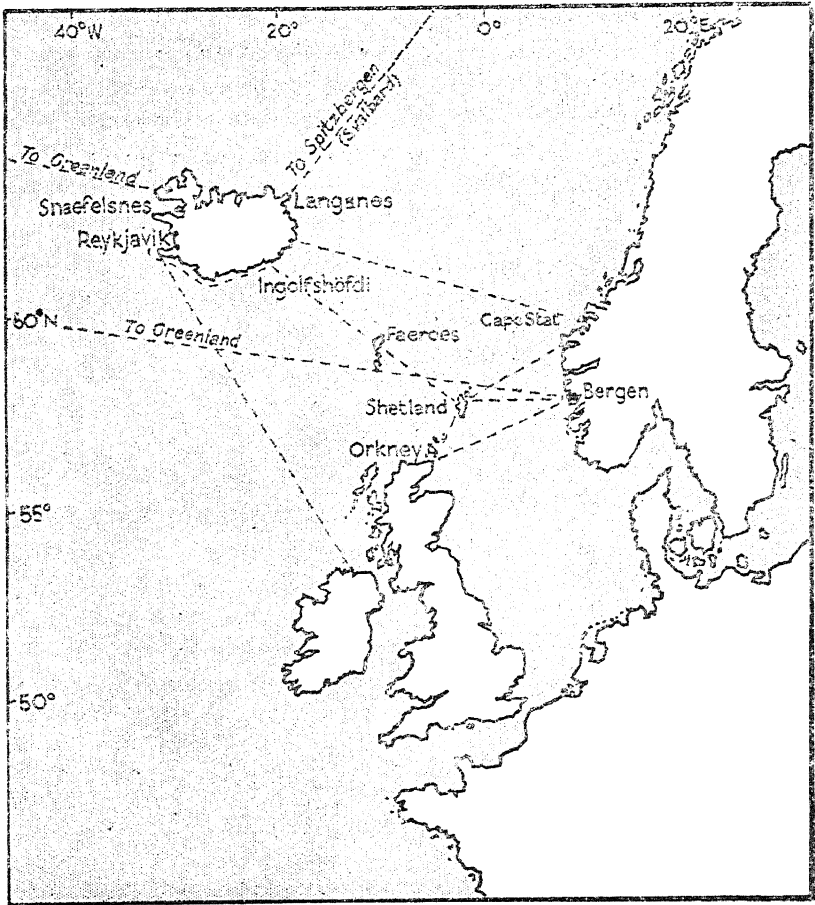 40°W 20° 0° 20°E
To Spitzbergen
(Svalbard)
To Greenland
Snaefelsnes
Langanes
Reykjavik
Ingolfshöfdi
60°N
To Greenland
Cape Stat
Faeroes
Shetland
Bergen
Orkney
55°
50°